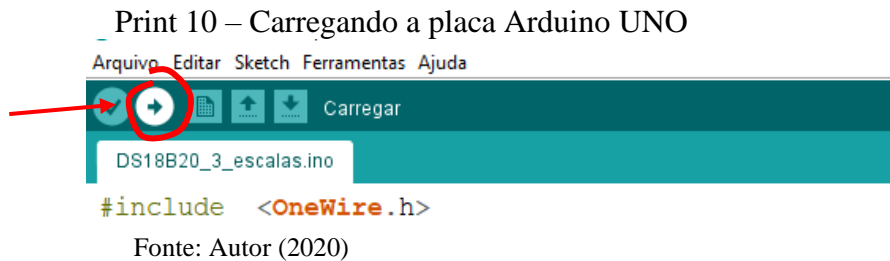 Print 10 – Carregando a placa Arduino UNO
Arquivo Editar Sketch Ferramentas Ajuda
Carregar
DS18B20_3_escalas.ino
#include <OneWire.h>
Fonte: Autor (2020)